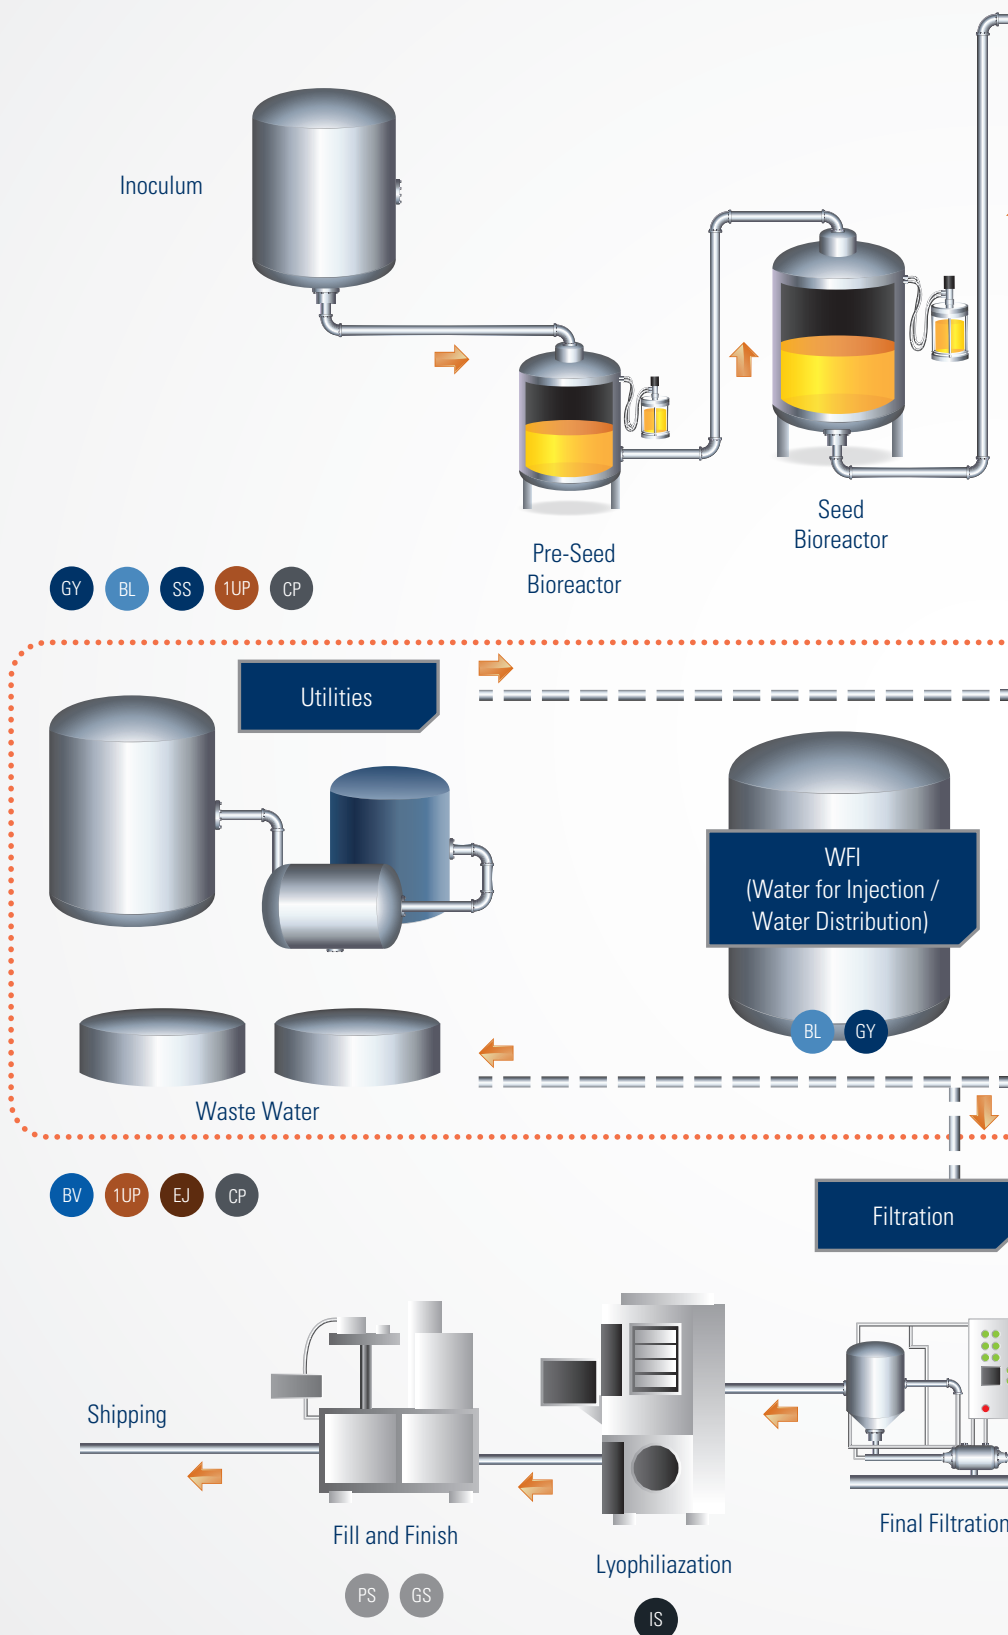 Inoculum
Seed
Bioreactor
Pre-Seed
Bioreactor
GY BL SS 1UP CP
Utilities
WFI
(Water for Injection /
Water Distribution)
BL GY
Waste Water
BV 1UP EJ CP
Filtration
Shipping
Final Filtration
Fill and Finish
Lyophiliazation
PS GS
IS